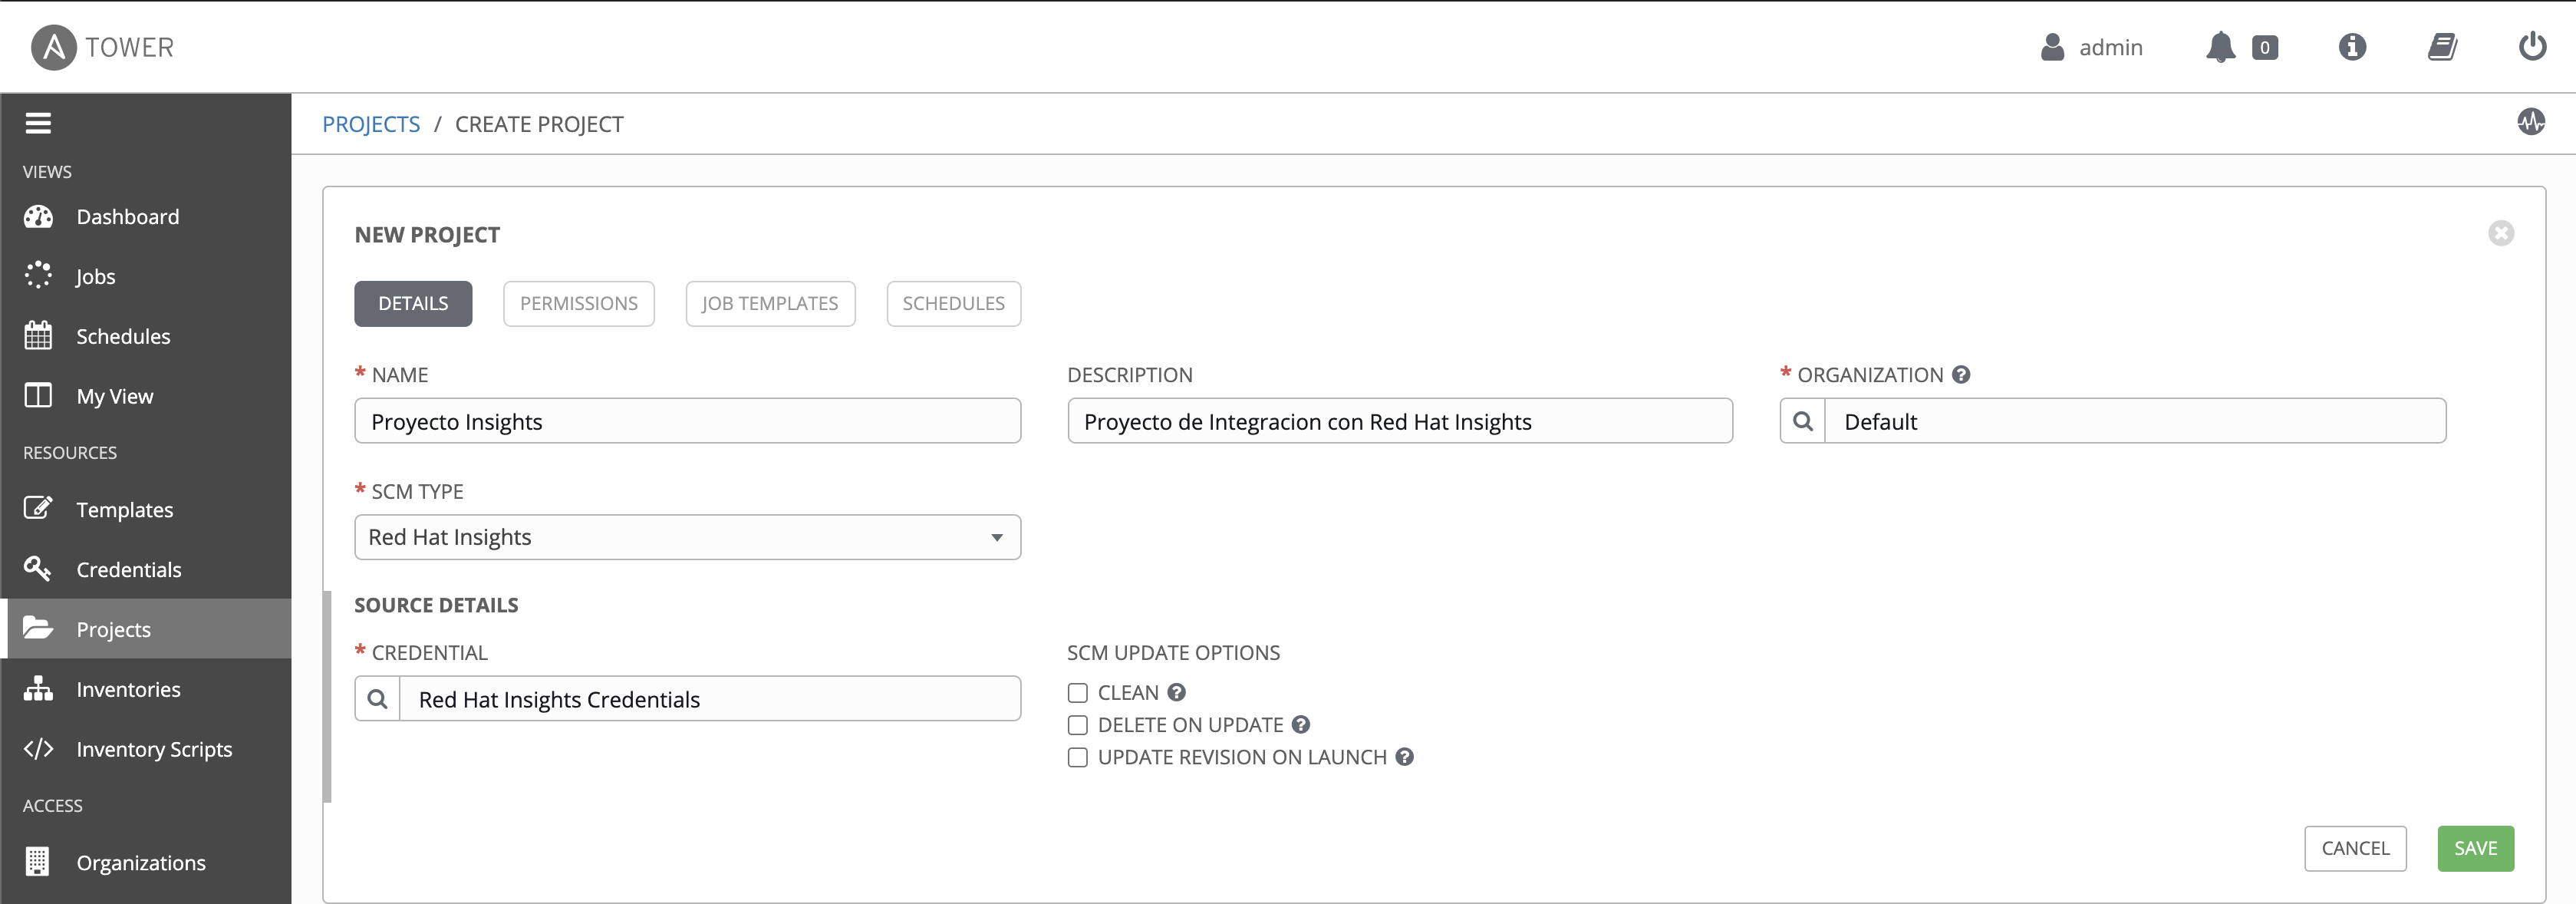 TOWER
admin
0
VIEWS
Dashboard
Jobs
Schedules
My View
RESOURCES
Templates
Credentials
Projects
Inventories
Inventory Scripts
ACCESS
Organizations
PROJECTS / CREATE PROJECT
NEW PROJECT
DETAILS PERMISSIONS JOB TEMPLATES SCHEDULES
* NAME
Proyecto Insights
DESCRIPTION
Proyecto de Integracion con Red Hat Insights
* ORGANIZATION
Default
* SCM TYPE
Red Hat Insights
SOURCE DETAILS
* CREDENTIAL
Red Hat Insights Credentials
SCM UPDATE OPTIONS
CLEAN
DELETE ON UPDATE
UPDATE REVISION ON LAUNCH
CANCEL SAVE